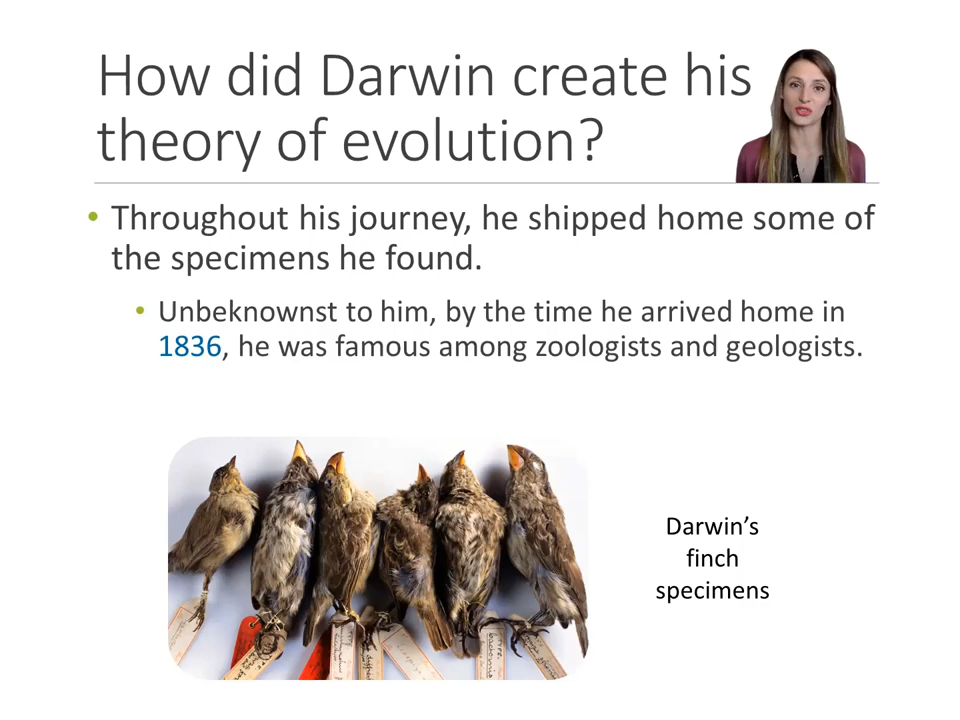 How did Darwin create his
theory of evolution?
• Throughout his journey, he shipped home some of
the specimens he found.
• Unbeknownst to him, by the time he arrived home in
1836, he was famous among zoologists and geologists.
Darwin’s
finch
specimens